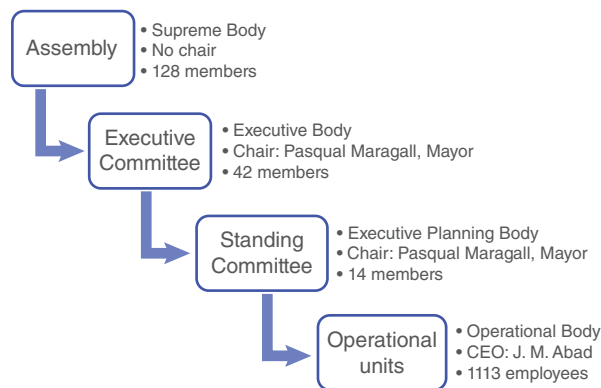 Assembly
• Supreme Body
• No chair
• 128 members
Executive
Committee
• Executive Body
• Chair: Pasqual Maragall, Mayor
• 42 members
Standing
Committee
• Executive Planning Body
• Chair: Pasqual Maragall, Mayor
• 14 members
Operational
units
• Operational Body
• CEO: J. M. Abad
• 1113 employees